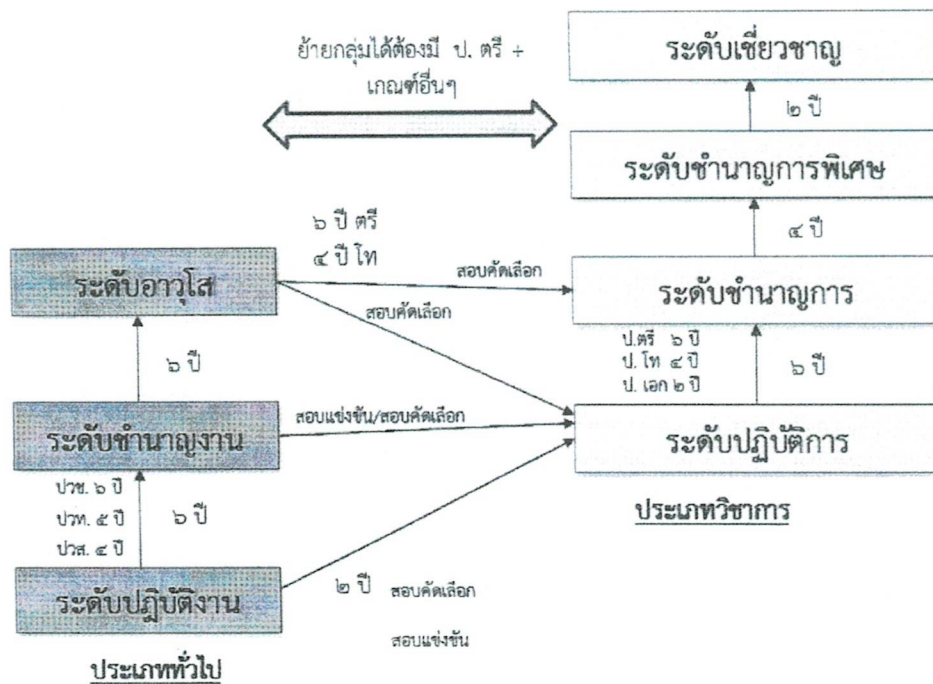 ย้ายกลุ่มได้ต้องมี ป. ตรี +
เกณฑ์อื่นๆ
ระดับเชี่ยวชาญ
๒ ปี
ระดับชำนาญการพิเศษ
๔ ปี
๖ ปี ตรี
๔ ปี โท
ระดับอาวุโส
สอบคัดเลือก
สอบคัดเลือก
ระดับชำนาญการ
ป.ตรี ๖ ปี
ป. โท ๔ ปี
ป. เอก ๒ ปี
๖ ปี
๖ ปี
ระดับชำนาญงาน
สอบแข่งขัน/สอบคัดเลือก
ระดับปฏิบัติการ
ประเภทวิชาการ
ปวช. ๖ ปี
ปวท. ๕ ปี
ปวส. ๔ ปี
๖ ปี
ระดับปฏิบัติงาน
๒ ปี สอบคัดเลือก
สอบแข่งขัน
ประเภททั่วไป